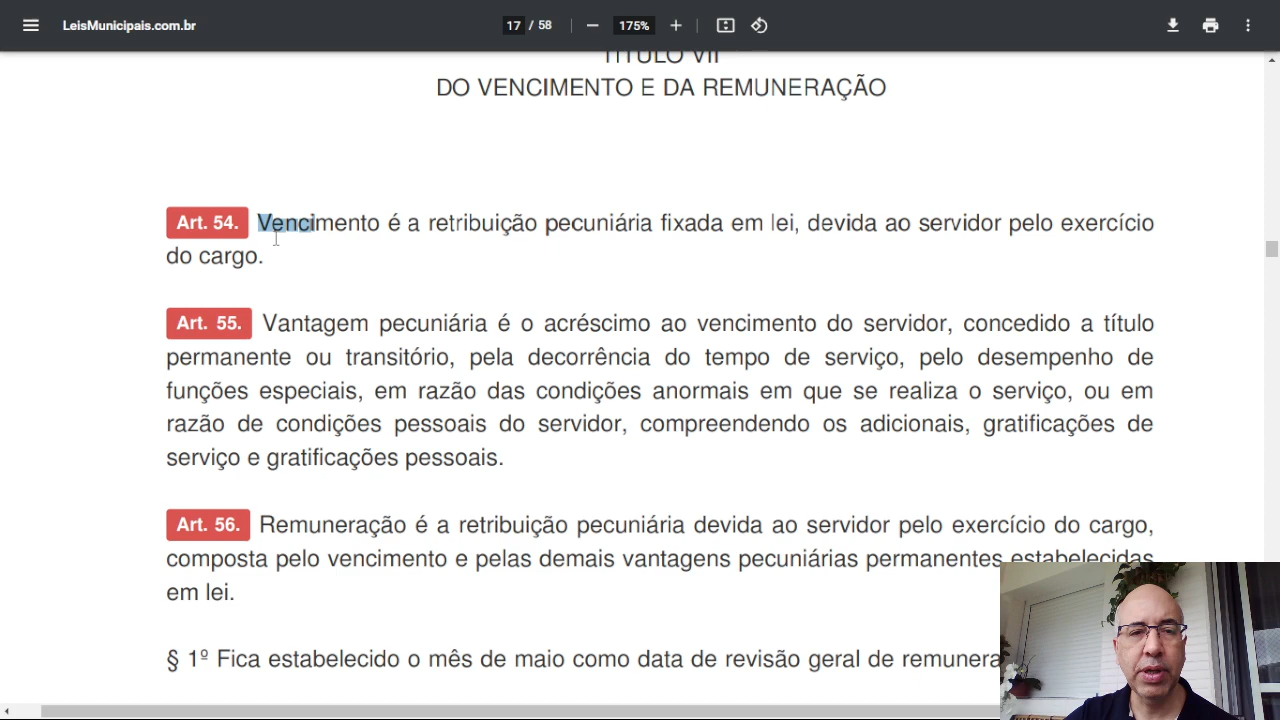 LeisMunicipais.com.br
17 / 58
175%
TÍTULO VII
DO VENCIMENTO E DA REMUNERAÇÃO
Art. 54. Vencimento é a retribuição pecuniária fixada em lei, devida ao servidor pelo exercício
do cargo.
Art. 55. Vantagem pecuniária é o acréscimo ao vencimento do servidor, concedido a título
permanente ou transitório, pela decorrência do tempo de serviço, pelo desempenho de
funções especiais, em razão das condições anormais em que se realiza o serviço, ou em
razão de condições pessoais do servidor, compreendendo os adicionais, gratificações de
serviço e gratificações pessoais.
Art. 56. Remuneração é a retribuição pecuniária devida ao servidor pelo exercício do cargo,
composta pelo vencimento e pelas demais vantagens pecuniárias permanentes estabelecidas
em lei.
§ 1º Fica estabelecido o mês de maio como data de revisão geral de remunera